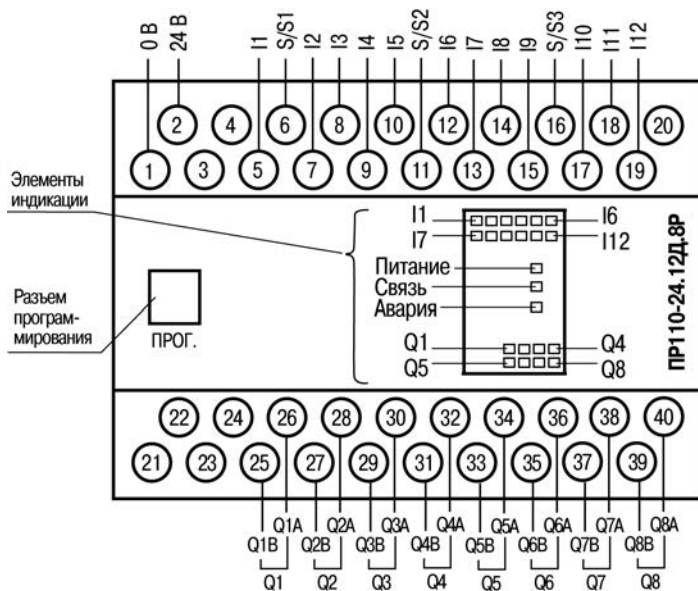 0 В 24 В I1 S/S1 I2 I3 I4 I5 S/S2 I6 I7 I8 I9 S/S3 I10 I11 I12
2 4 6 8 10 12 14 16 18 20
1 3 5 7 9 11 13 15 17 19
Элементы
индикации
I1 I6
I7 I12
Питание
Связь
Авария
Разъем
програм-
мирования
ПРОГ.
Q1 Q4
Q5 Q8
ПР110-24.12Д.8Р
22 24 26 28 30 32 34 36 38 40
21 23 25 27 29 31 33 35 37 39
Q1A Q2A Q3A Q4A Q5A Q6A Q7A Q8A
Q1B Q2B Q3B Q4B Q5B Q6B Q7B Q8B
Q1 Q2 Q3 Q4 Q5 Q6 Q7 Q8